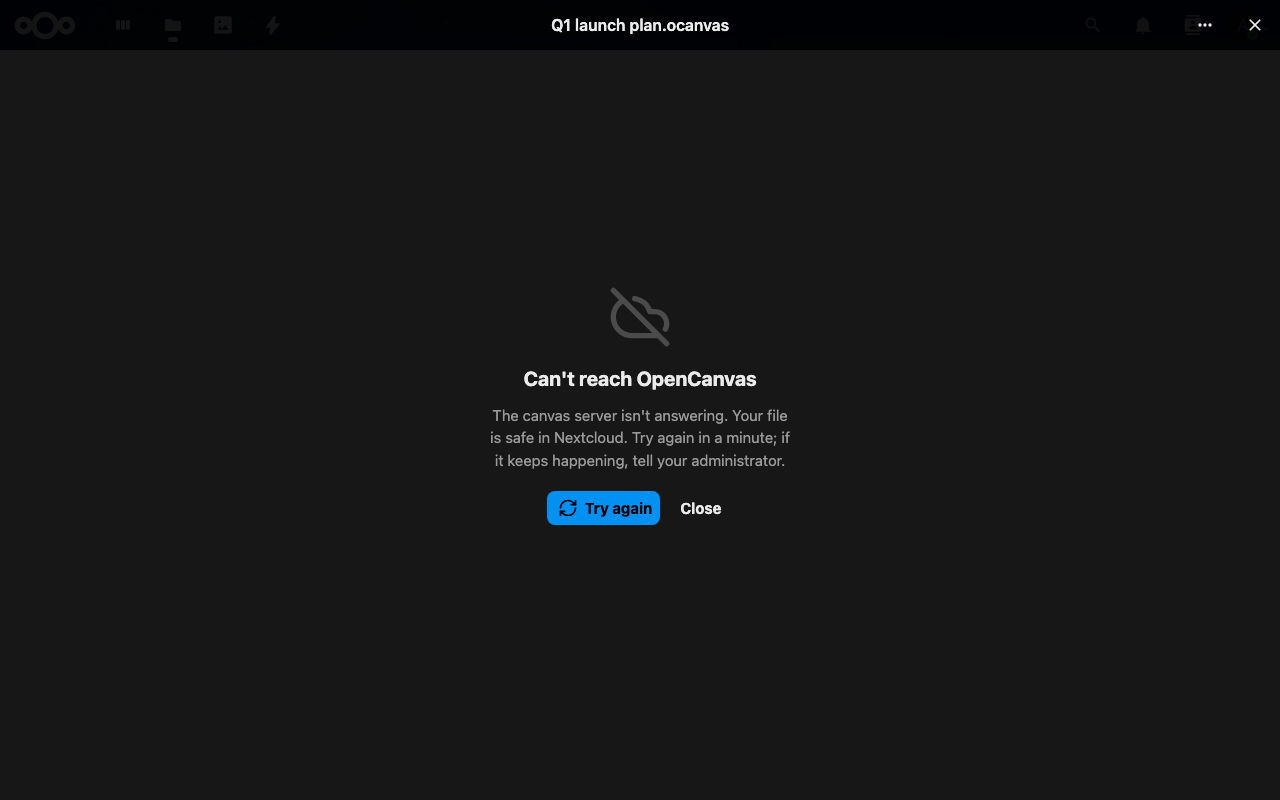 Q1 launch plan.ocanvas
Can't reach OpenCanvas
The canvas server isn't answering. Your file
is safe in Nextcloud. Try again in a minute; if
it keeps happening, tell your administrator.
Try again
Close